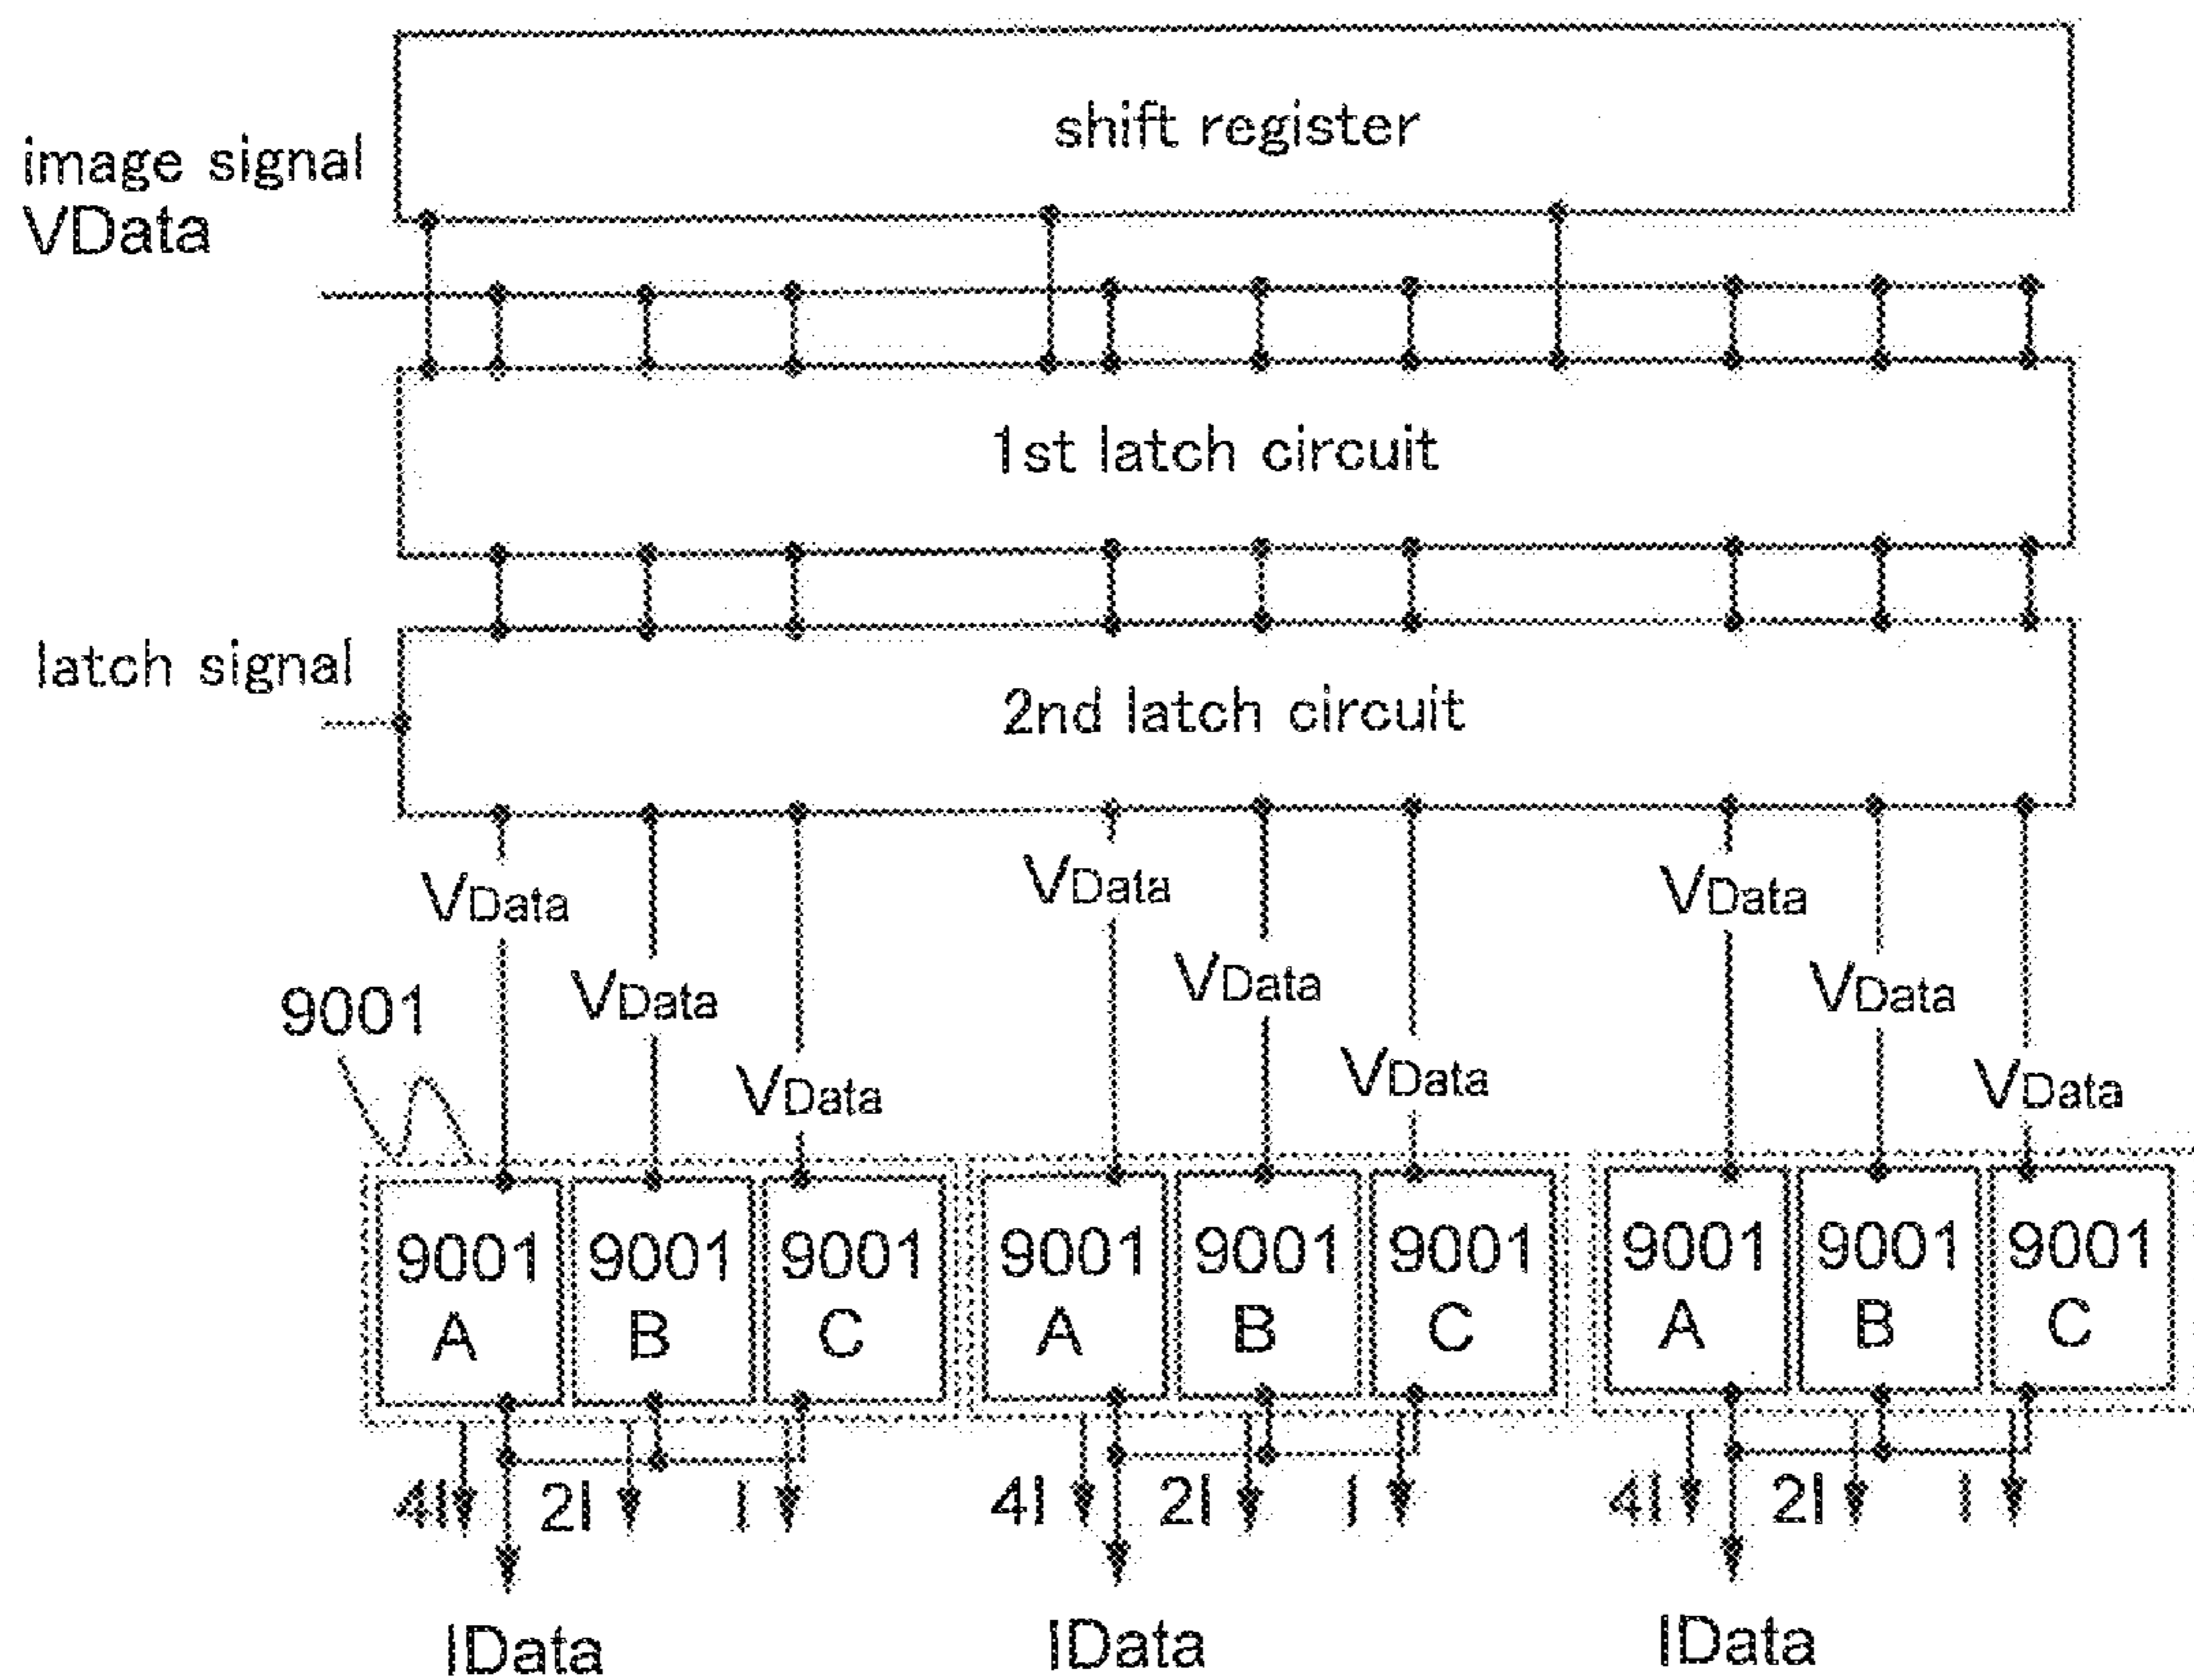 shift register
image signal
VData
1st latch circuit
latch signal
2nd latch circuit
VData VData VData
VData VData VData
VData VData VData
9001
9001 9001 9001 9001 9001 9001 9001 9001 9001
A B C A B C A B C
4I 2I I 4I 2I I 4I 2I I
IData IData IData